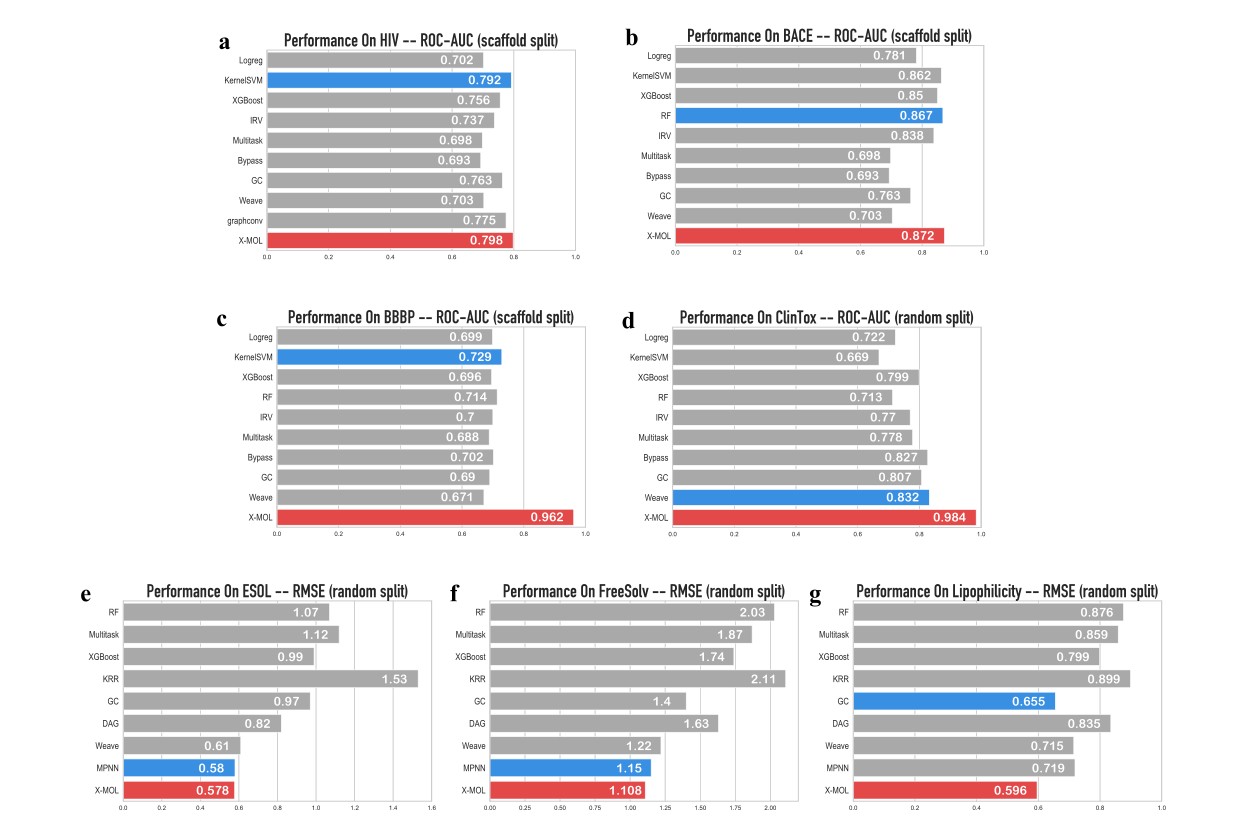 a Performance On HIV -- ROC-AUC (scaffold split)
Logreg 0.702
KernelSVM 0.792
XGBoost 0.756
IRV 0.737
Multitask 0.698
Bypass 0.693
GC 0.763
Weave 0.703
graphconv 0.775
X-MOL 0.798
0.0 0.2 0.4 0.6 0.8 1.0
b Performance On BACE -- ROC-AUC (scaffold split)
Logreg 0.781
KernelSVM 0.862
XGBoost 0.85
RF 0.867
IRV 0.838
Multitask 0.698
Bypass 0.693
GC 0.763
Weave 0.703
X-MOL 0.872
0.0 0.2 0.4 0.6 0.8 1.0
c Performance On BBBP -- ROC-AUC (scaffold split)
Logreg 0.699
KernelSVM 0.729
XGBoost 0.696
RF 0.714
IRV 0.7
Multitask 0.688
Bypass 0.702
GC 0.69
Weave 0.671
X-MOL 0.962
0.0 0.2 0.4 0.6 0.8 1.0
d Performance On ClinTox -- ROC-AUC (random split)
Logreg 0.722
KernelSVM 0.669
XGBoost 0.799
RF 0.713
IRV 0.77
Multitask 0.778
Bypass 0.827
GC 0.807
Weave 0.832
X-MOL 0.984
0.0 0.2 0.4 0.6 0.8 1.0
e Performance On ESOL -- RMSE (random split)
RF 1.07
Multitask 1.12
XGBoost 0.99
KRR 1.53
GC 0.97
DAG 0.82
Weave 0.61
MPNN 0.58
X-MOL 0.578
0.0 0.2 0.4 0.6 0.8 1.0 1.2 1.4 1.6
f Performance On FreeSolv -- RMSE (random split)
RF 2.03
Multitask 1.87
XGBoost 1.74
KRR 2.11
GC 1.4
DAG 1.63
Weave 1.22
MPNN 1.15
X-MOL 1.108
0.00 0.25 0.50 0.75 1.00 1.25 1.50 1.75 2.00
g Performance On Lipophilicity -- RMSE (random split)
RF 0.876
Multitask 0.859
XGBoost 0.799
KRR 0.899
GC 0.655
DAG 0.835
Weave 0.715
MPNN 0.719
X-MOL 0.596
0.0 0.2 0.4 0.6 0.8 1.0